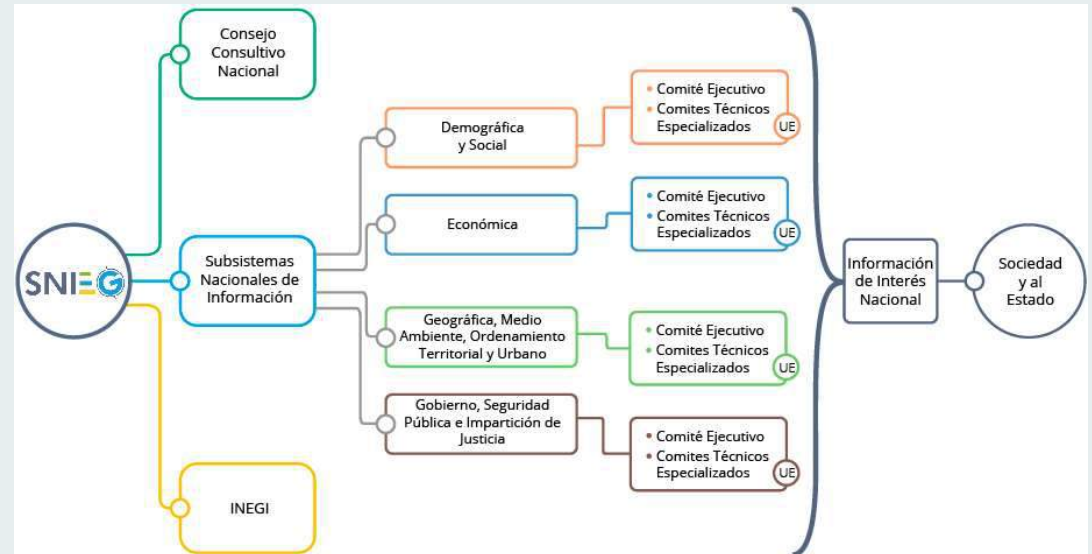 Consejo
Consultivo
Nacional
SNIEG
Subsistemas
Nacionales de
Información
INEGI
Demográfica
y Social
• Comité Ejecutivo
• Comites Técnicos
Especializados
UE
Económica
• Comité Ejecutivo
• Comites Técnicos
Especializados
UE
Geográfica, Medio
Ambiente, Ordenamiento
Territorial y Urbano
• Comité Ejecutivo
• Comites Técnicos
Especializados
UE
Gobierno, Seguridad
Pública e Impartición de
Justicia
• Comité Ejecutivo
• Comites Técnicos
Especializados
UE
Información
de Interés
Nacional
Sociedad
y al
Estado